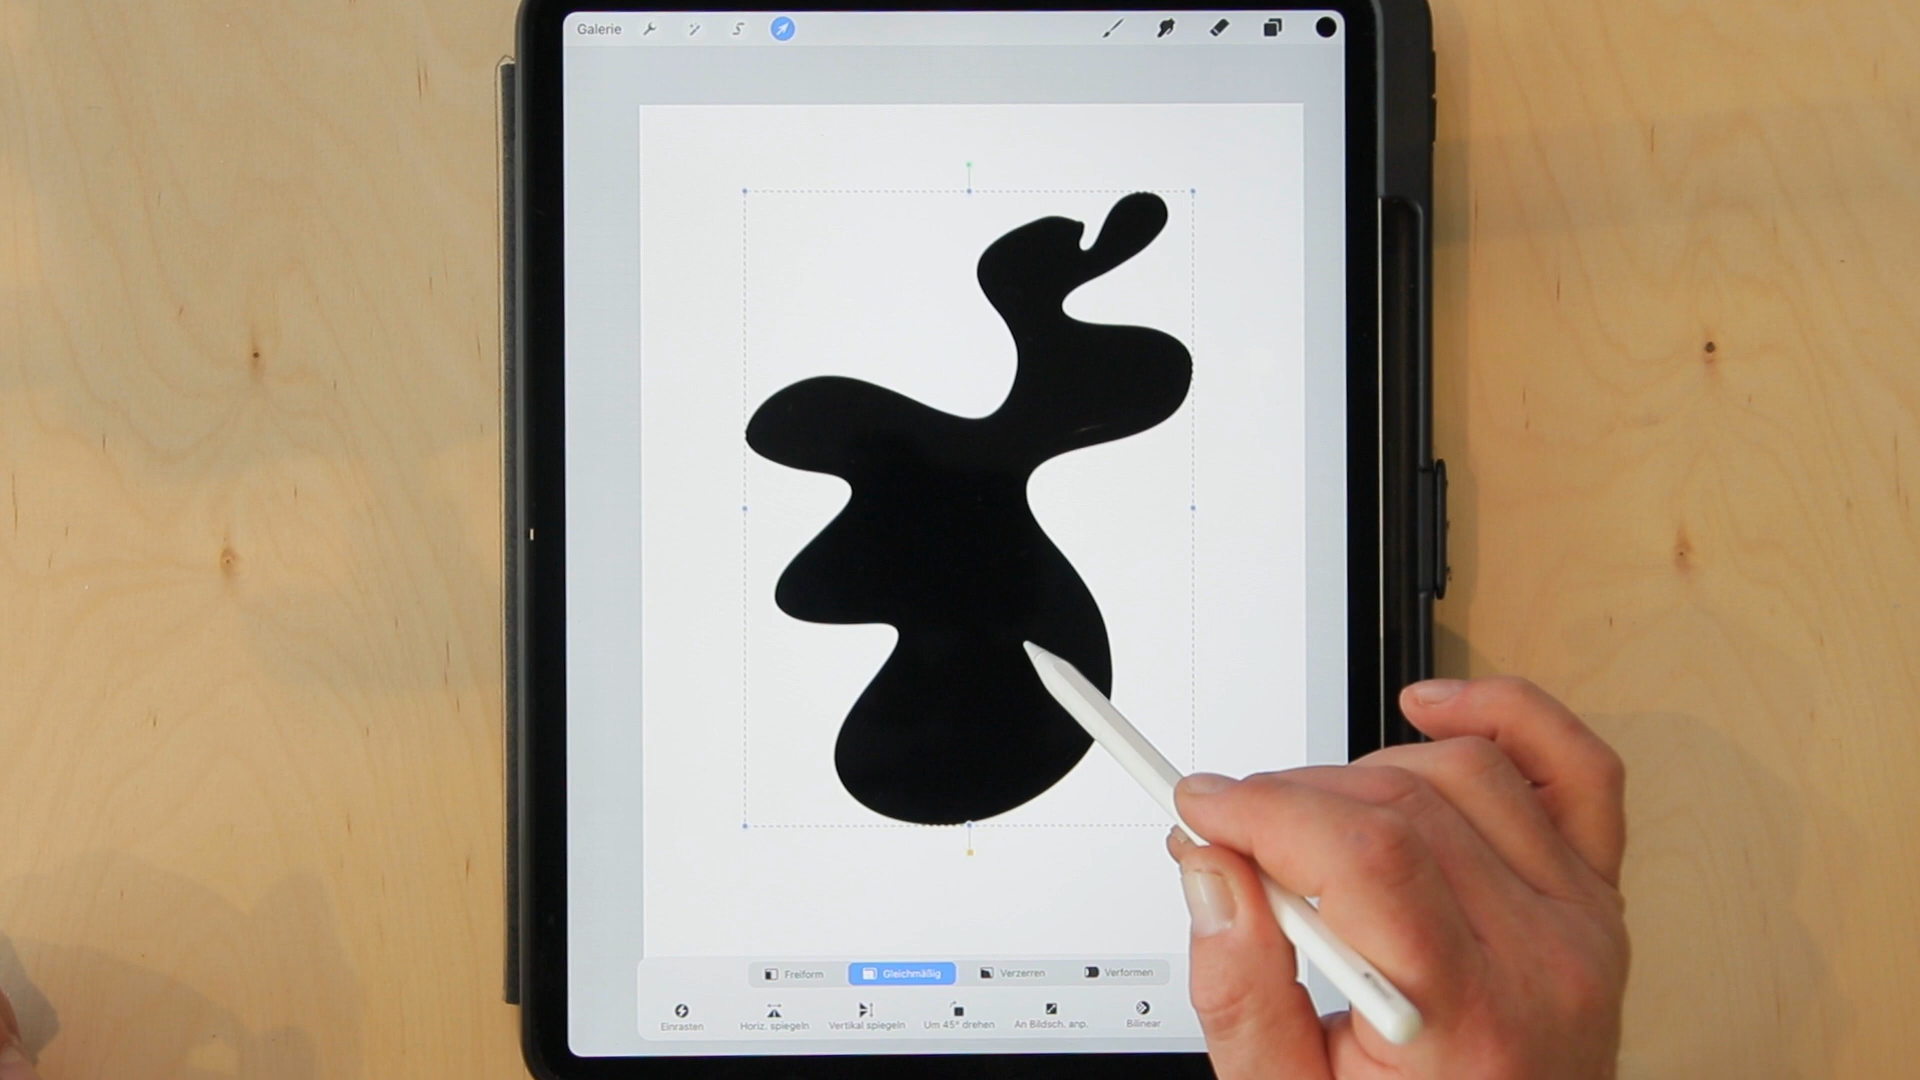 Galerie
Freiform
Gleichmäßig
Verzerren
Verformen
Einrasten
Horiz. spiegeln
Vertikal spiegeln
Um 45° drehen
An Bildsch. anp.
Bilinear